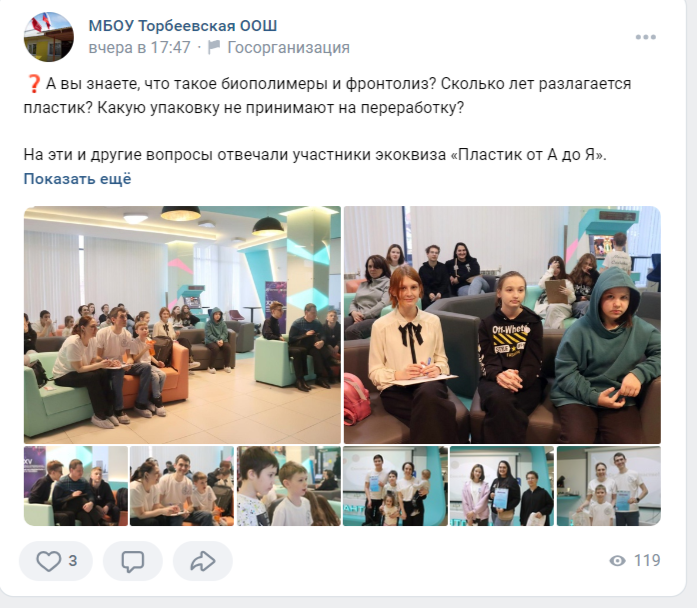 МБОУ Торбеевская ООШ
вчера в 17:47 · Госорганизация
❓А вы знаете, что такое биополимеры и фронтолиз? Сколько лет разлагается
пластик? Какую упаковку не принимают на переработку?
На эти и другие вопросы отвечали участники экоквиза «Пластик от А до Я».
Показать ещё
Off-White
3
119